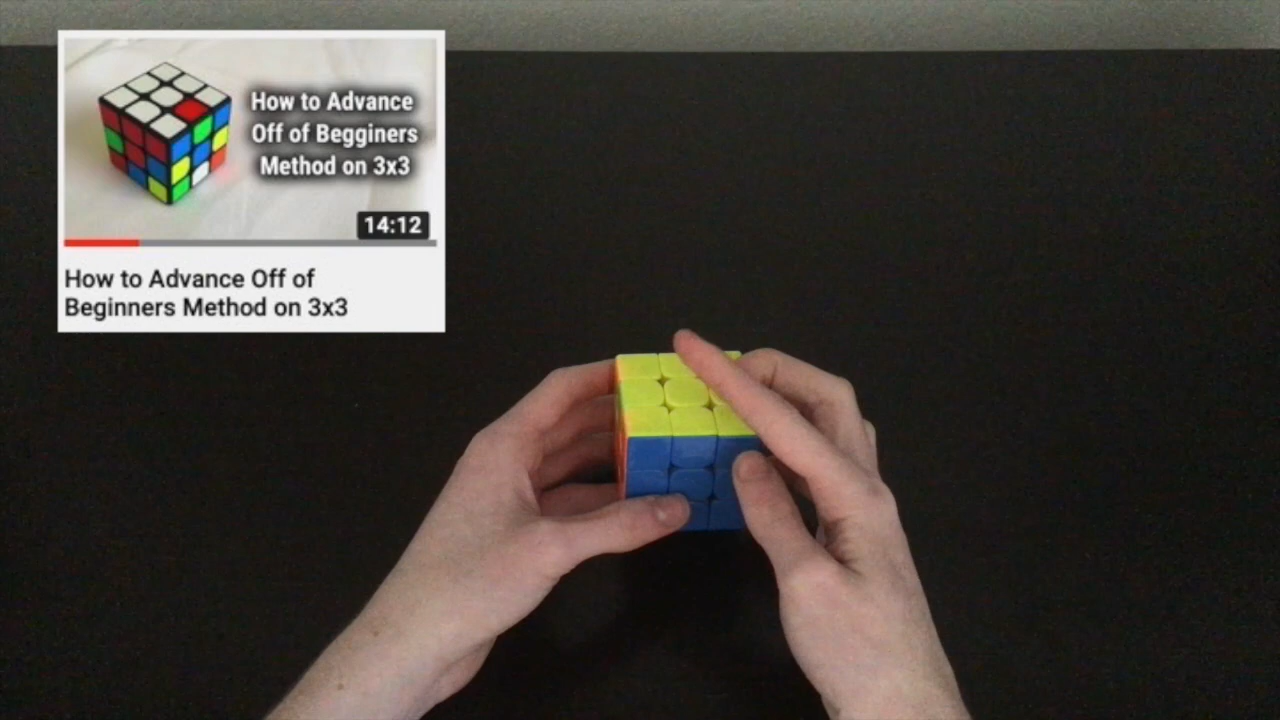 How to Advance
Off of Begginers
Method on 3x3
14:12
How to Advance Off of
Beginners Method on 3x3